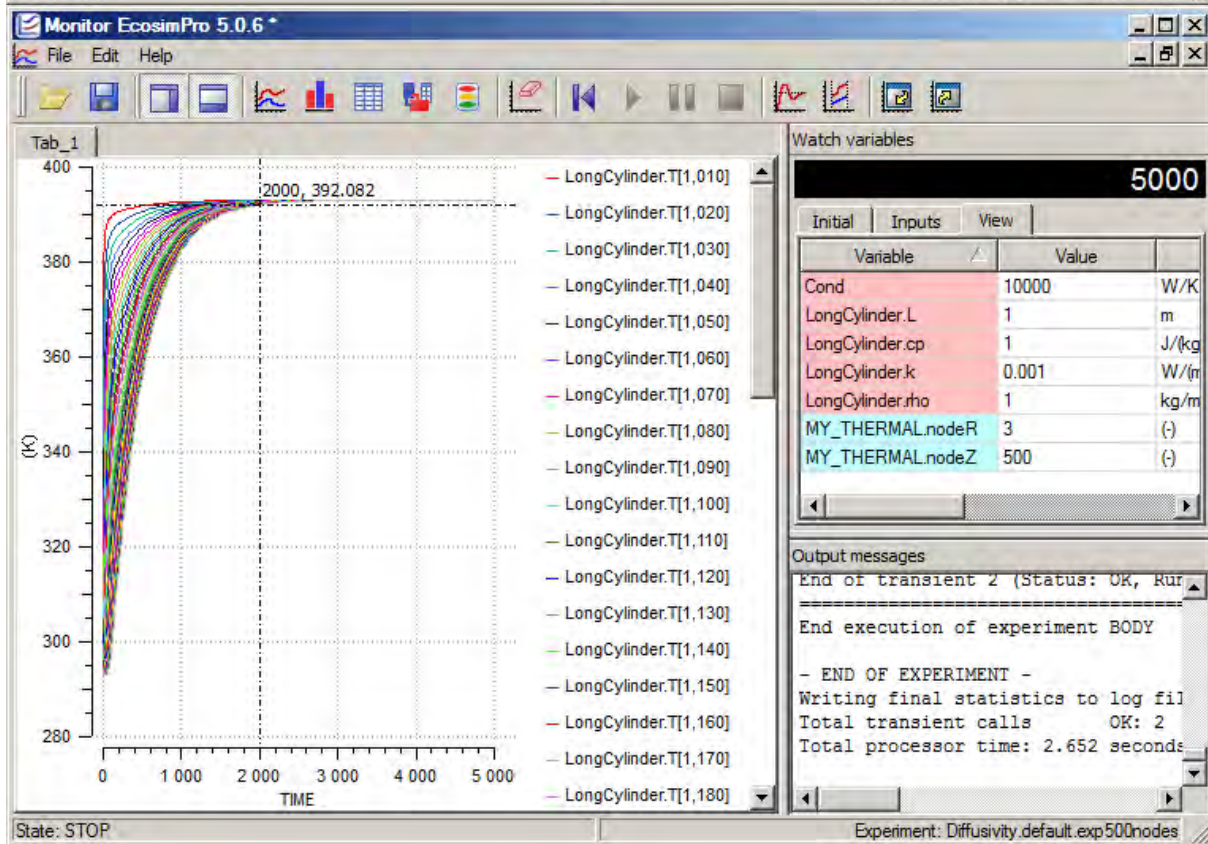 Monitor EcosimPro 5.0.6 *
File Edit Help
Tab_1
400
380
360
340
320
300
280
(K)
2000, 392.082
0 1 000 2 000 3 000 4 000 5 000
TIME
LongCylinder.T[1,010]
LongCylinder.T[1,020]
LongCylinder.T[1,030]
LongCylinder.T[1,040]
LongCylinder.T[1,050]
LongCylinder.T[1,060]
LongCylinder.T[1,070]
LongCylinder.T[1,080]
LongCylinder.T[1,090]
LongCylinder.T[1,100]
LongCylinder.T[1,110]
LongCylinder.T[1,120]
LongCylinder.T[1,130]
LongCylinder.T[1,140]
LongCylinder.T[1,150]
LongCylinder.T[1,160]
LongCylinder.T[1,170]
LongCylinder.T[1,180]
Watch variables
5000
Initial Inputs View
Variable Value
Cond 10000 W/K
LongCylinder.L 1 m
LongCylinder.cp 1 J/(kg
LongCylinder.k 0.001 W/(m
LongCylinder.rho 1 kg/m
MY_THERMAL.nodeR 3 (-)
MY_THERMAL.nodeZ 500 (-)
Output messages
End of transient 2 (Status: OK, Run
========================================
End execution of experiment BODY
- END OF EXPERIMENT -
Writing final statistics to log fil
Total transient calls OK: 2
Total processor time: 2.652 seconds
State: STOP
Experiment: Diffusivity.default.exp500nodes